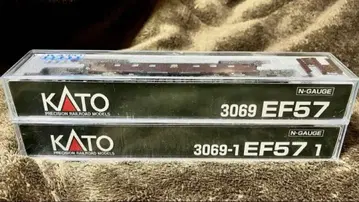 KATO
PRECISION RAILROAD MODELS
N-GAUGE
3069 EF57
KATO
PRECISION RAILROAD MODELS
N-GAUGE
3069-1 EF57 1